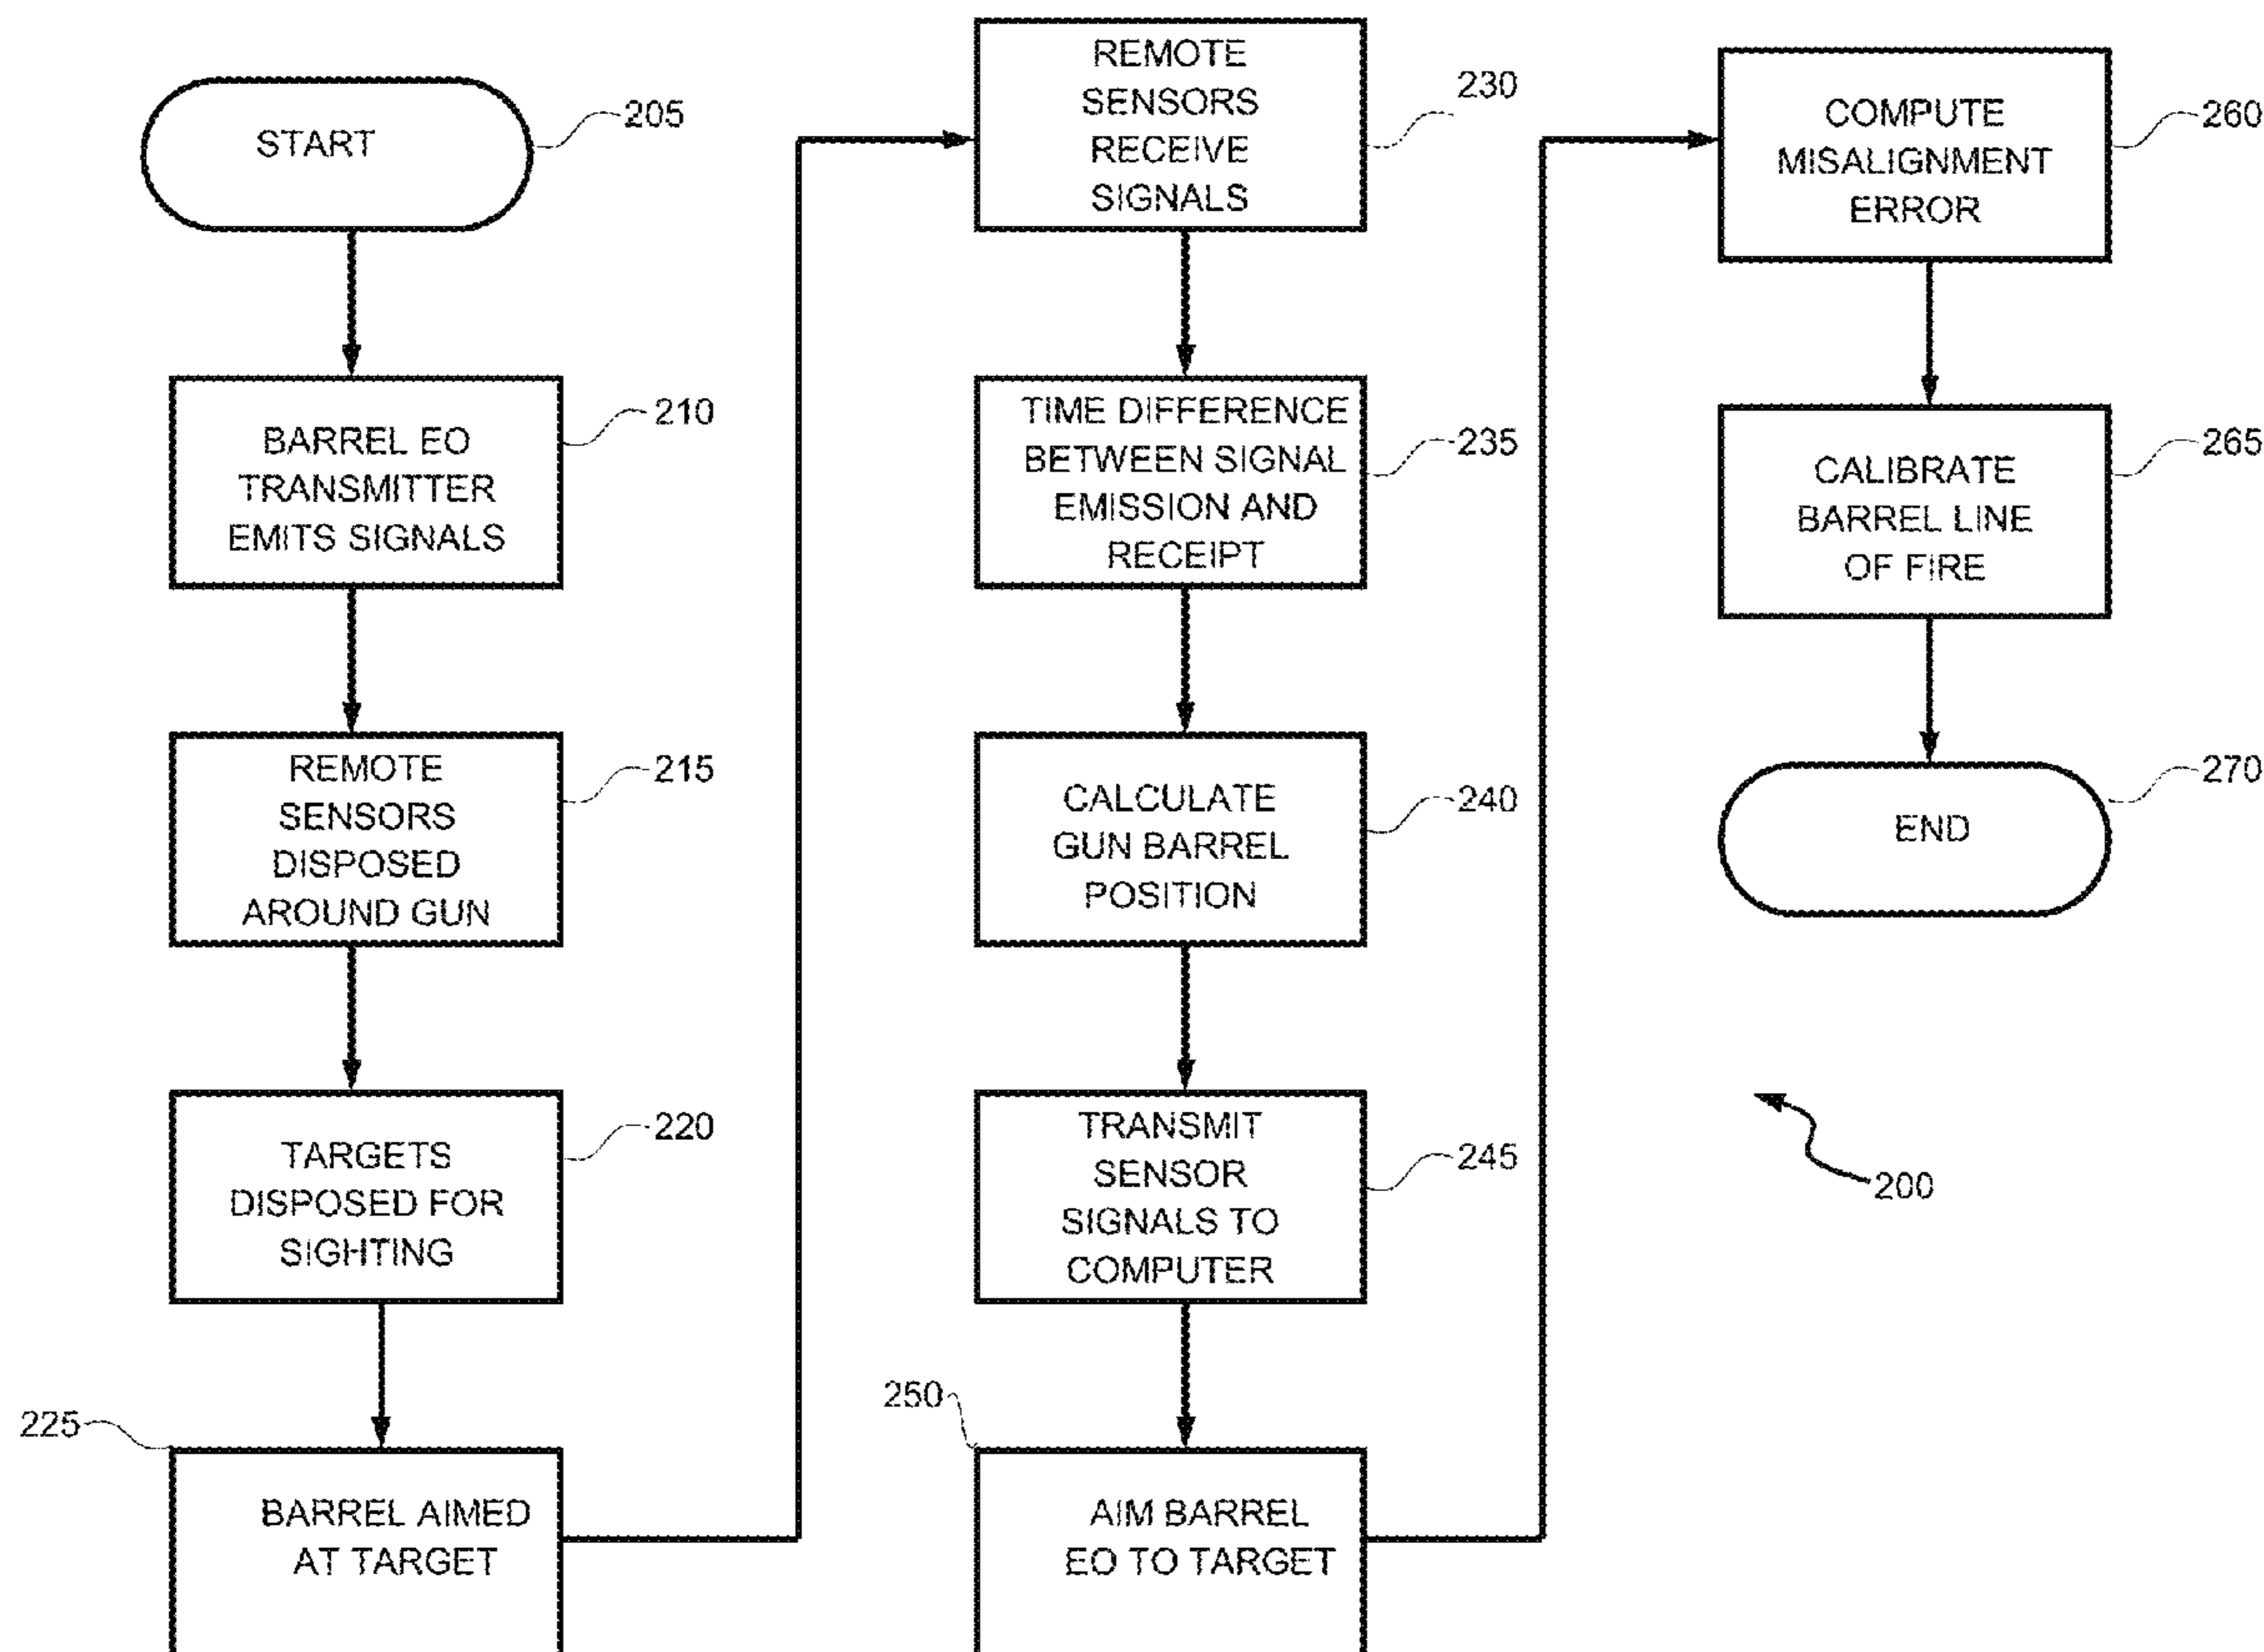 START
205
BARREL EO
TRANSMITTER
EMITS SIGNALS
210
REMOTE
SENSORS
DISPOSED
AROUND GUN
215
TARGETS
DISPOSED FOR
SIGHTING
220
225
BARREL AIMED
AT TARGET
REMOTE
SENSORS
RECEIVE
SIGNALS
230
TIME DIFFERENCE
BETWEEN SIGNAL
EMISSION AND
RECEIPT
235
CALCULATE
GUN BARREL
POSITION
240
TRANSMIT
SENSOR
SIGNALS TO
COMPUTER
245
250
AIM BARREL
EO TO TARGET
COMPUTE
MISALIGNMENT
ERROR
260
CALIBRATE
BARREL LINE
OF FIRE
265
END
270
200